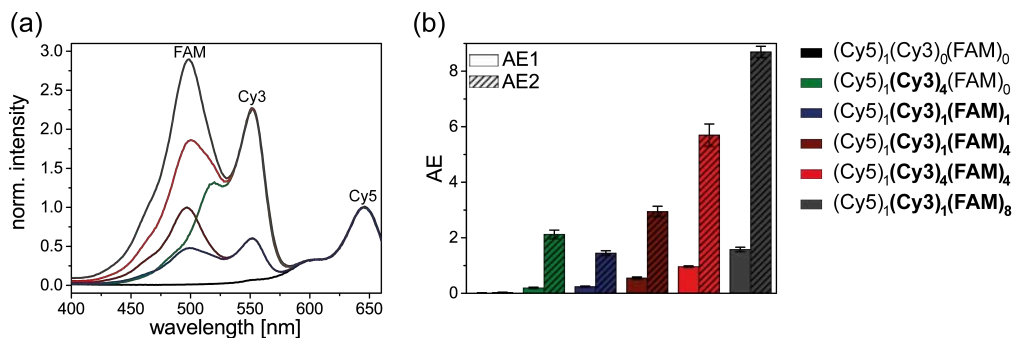 (a)
FAM
Cy3
Cy5
3.0
2.5
2.0
1.5
1.0
0.5
0.0
norm. intensity
400 450 500 550 600 650
wavelength [nm]
(b)
AE1
AE2
8
6
4
2
0
AE
(Cy5)₁(Cy3)₀(FAM)₀
(Cy5)₁(Cy3)₄(FAM)₀
(Cy5)₁(Cy3)₁(FAM)₁
(Cy5)₁(Cy3)₁(FAM)₄
(Cy5)₁(Cy3)₄(FAM)₄
(Cy5)₁(Cy3)₁(FAM)₈